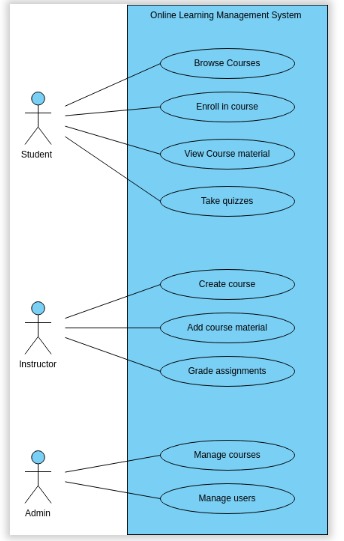 Online Learning Management System
Browse Courses
Enroll in course
View Course material
Take quizzes
Student
Create course
Add course material
Grade assignments
Instructor
Manage courses
Manage users
Admin